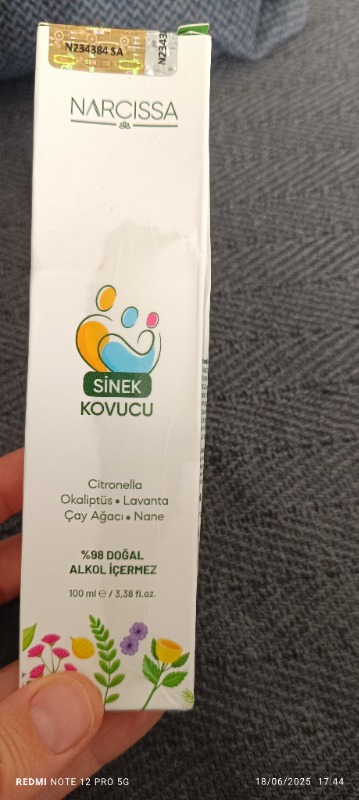 N234384 SA
N2343
NARCISSA
SİNEK
KOVUCU
Citronella
Okaliptüs • Lavanta
Çay Ağacı • Nane
%98 DOĞAL
ALKOL İÇERMEZ
100 ml ℮ / 3,38 fl.oz.
REDMI NOTE 12 PRO 5G
18/06/2025 17:44